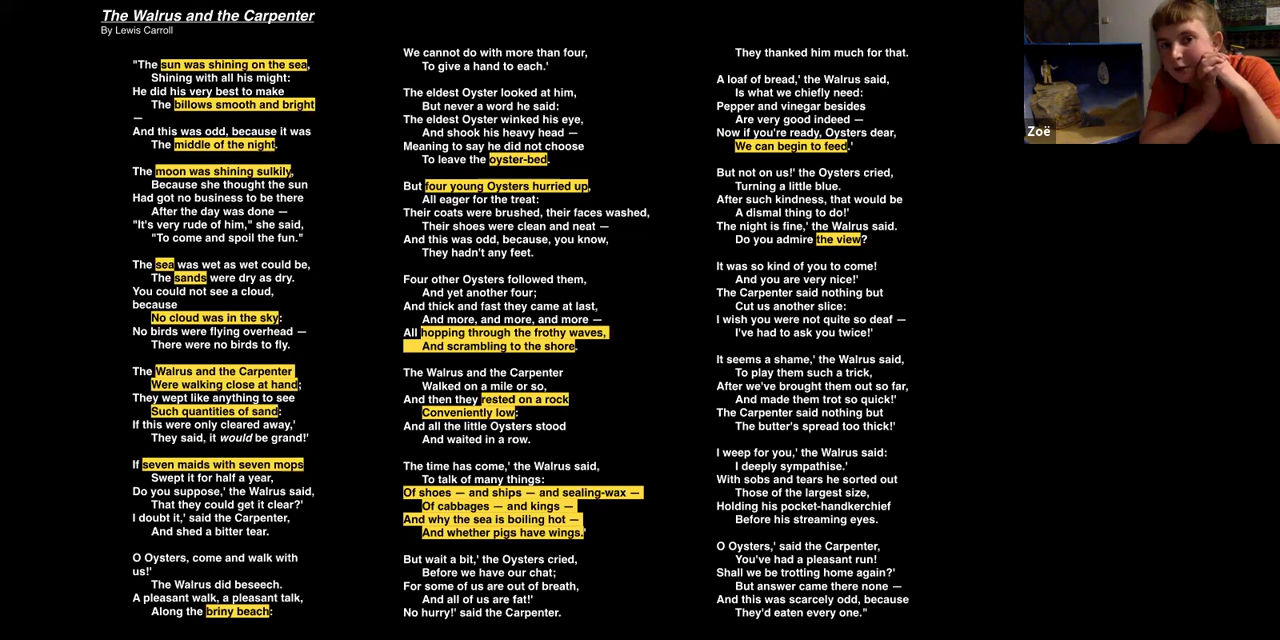 The Walrus and the Carpenter
By Lewis Carroll
"The sun was shining on the sea,
Shining with all his might:
He did his very best to make
The billows smooth and bright
—
And this was odd, because it was
The middle of the night.
The moon was shining sulkily,
Because she thought the sun
Had got no business to be there
After the day was done —
"It's very rude of him," she said,
"To come and spoil the fun."
The sea was wet as wet could be,
The sands were dry as dry.
You could not see a cloud,
because
No cloud was in the sky:
No birds were flying overhead —
There were no birds to fly.
The Walrus and the Carpenter
Were walking close at hand;
They wept like anything to see
Such quantities of sand:
If this were only cleared away,'
They said, it would be grand!'
If seven maids with seven mops
Swept it for half a year,
Do you suppose,' the Walrus said,
That they could get it clear?'
I doubt it,' said the Carpenter,
And shed a bitter tear.
O Oysters, come and walk with
us!'
The Walrus did beseech.
A pleasant walk, a pleasant talk,
Along the briny beach:
We cannot do with more than four,
To give a hand to each.'
The eldest Oyster looked at him,
But never a word he said:
The eldest Oyster winked his eye,
And shook his heavy head —
Meaning to say he did not choose
To leave the oyster-bed.
But four young Oysters hurried up,
All eager for the treat:
Their coats were brushed, their faces washed,
Their shoes were clean and neat —
And this was odd, because, you know,
They hadn't any feet.
Four other Oysters followed them,
And yet another four;
And thick and fast they came at last,
And more, and more, and more —
All hopping through the frothy waves,
And scrambling to the shore.
The Walrus and the Carpenter
Walked on a mile or so,
And then they rested on a rock
Conveniently low:
And all the little Oysters stood
And waited in a row.
The time has come,' the Walrus said,
To talk of many things:
Of shoes — and ships — and sealing-wax —
Of cabbages — and kings —
And why the sea is boiling hot —
And whether pigs have wings.'
But wait a bit,' the Oysters cried,
Before we have our chat;
For some of us are out of breath,
And all of us are fat!'
No hurry!' said the Carpenter.
They thanked him much for that.
A loaf of bread,' the Walrus said,
Is what we chiefly need:
Pepper and vinegar besides
Are very good indeed —
Now if you're ready, Oysters dear,
We can begin to feed.'
But not on us!' the Oysters cried,
Turning a little blue.
After such kindness, that would be
A dismal thing to do!'
The night is fine,' the Walrus said.
Do you admire the view?
It was so kind of you to come!
And you are very nice!'
The Carpenter said nothing but
Cut us another slice:
I wish you were not quite so deaf —
I've had to ask you twice!'
It seems a shame,' the Walrus said,
To play them such a trick,
After we've brought them out so far,
And made them trot so quick!'
The Carpenter said nothing but
The butter's spread too thick!'
I weep for you,' the Walrus said:
I deeply sympathise.'
With sobs and tears he sorted out
Those of the largest size,
Holding his pocket-handkerchief
Before his streaming eyes.
O Oysters,' said the Carpenter,
You've had a pleasant run!
Shall we be trotting home again?'
But answer came there none —
And this was scarcely odd, because
They'd eaten every one."
Zoë